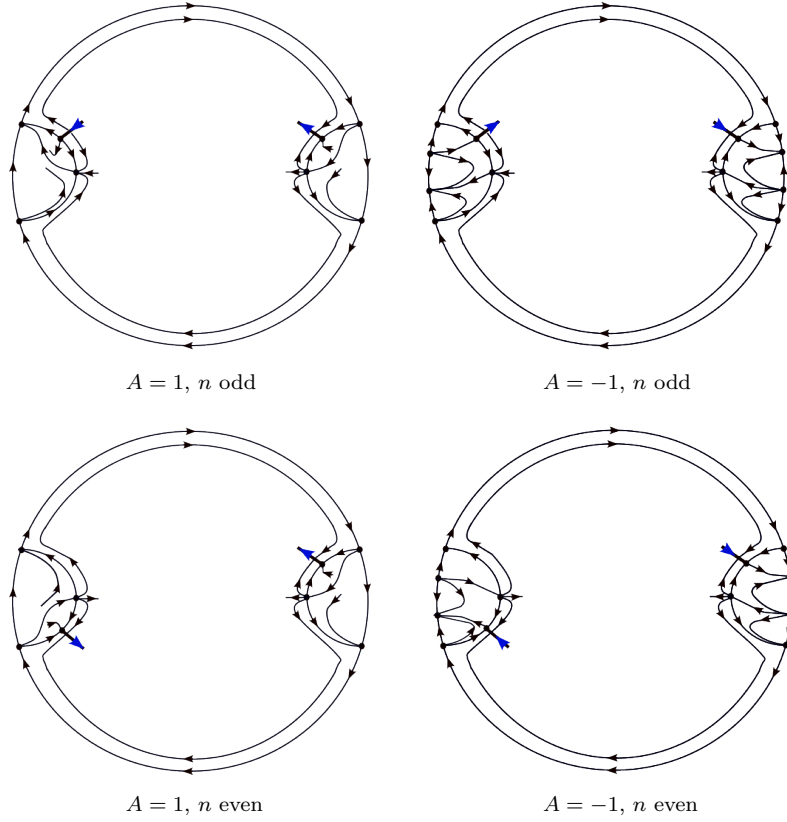 A = 1, n odd
A = −1, n odd
A = 1, n even
A = −1, n even